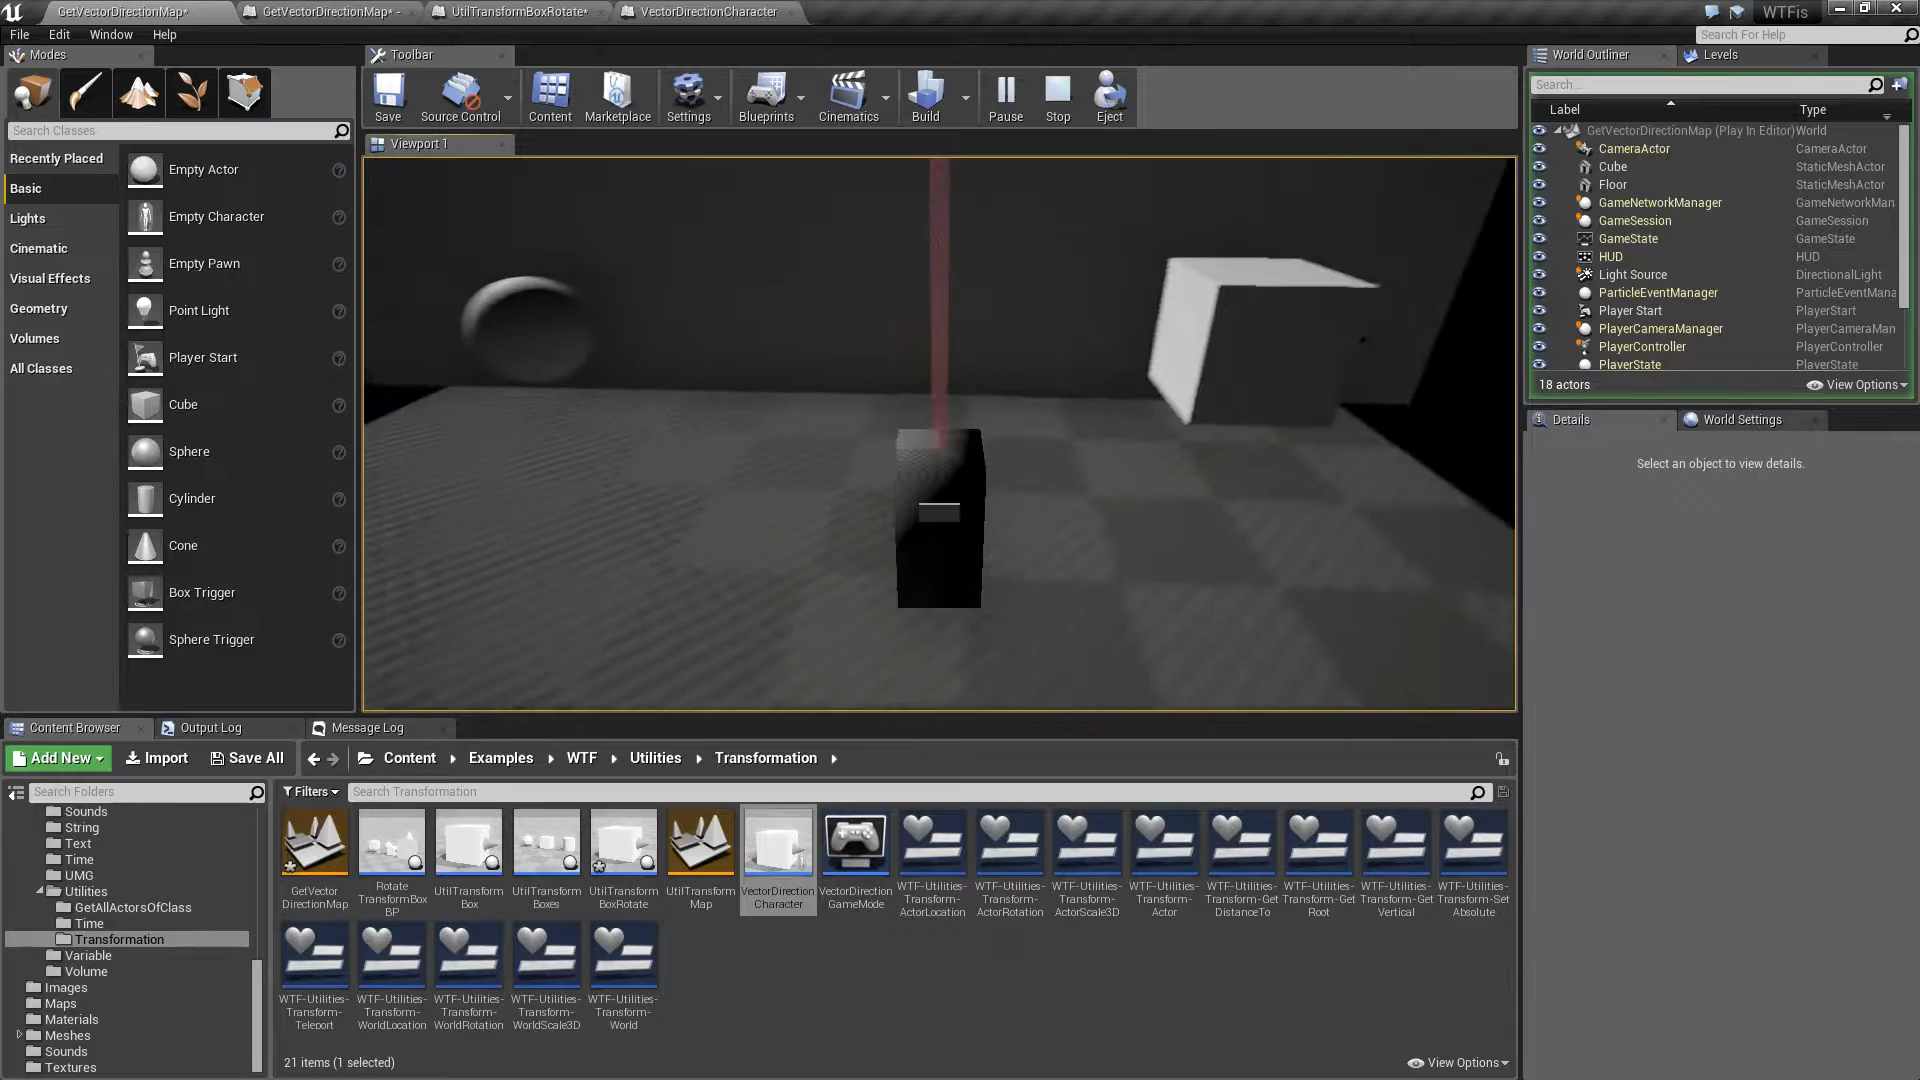 GetVectorDirectionMap*
GetVectorDirectionMap* -
UtilTransformBoxRotate*
VectorDirectionCharacter
WTFis
File
Edit
Window
Help
Search For Help
Modes
Search Classes
Recently Placed
Basic
Lights
Cinematic
Visual Effects
Geometry
Volumes
All Classes
Empty Actor
Empty Character
Empty Pawn
Point Light
Player Start
Cube
Sphere
Cylinder
Cone
Box Trigger
Sphere Trigger
Toolbar
Save
Source Control
Content
Marketplace
Settings
Blueprints
Cinematics
Build
Pause
Stop
Eject
Viewport 1
World Outliner
Levels
Search...
Label
Type
GetVectorDirectionMap (Play In Editor) World
CameraActor CameraActor
Cube StaticMeshActor
Floor StaticMeshActor
GameNetworkManager GameNetworkMan
GameSession GameSession
GameState GameState
HUD HUD
Light Source DirectionalLight
ParticleEventManager ParticleEventMana
Player Start PlayerStart
PlayerCameraManager PlayerCameraMan
PlayerController PlayerController
PlayerState PlayerState
18 actors
View Options
Details
World Settings
Select an object to view details.
Content Browser
Output Log
Message Log
Add New
Import
Save All
Content
Examples
WTF
Utilities
Transformation
Search Folders
Sounds
String
Text
Time
UMG
Utilities
GetAllActorsOfClass
Time
Transformation
Variable
Volume
Images
Maps
Materials
Meshes
Sounds
Textures
Filters
Search Transformation
GetVector
DirectionMap
Rotate
TransformBox
BP
UtilTransform
Box
UtilTransform
Boxes
UtilTransform
BoxRotate
UtilTransform
Map
VectorDirection
Character
VectorDirection
GameMode
WTF-Utilities-
Transform-
ActorLocation
WTF-Utilities-
Transform-
ActorRotation
WTF-Utilities-
Transform-
ActorScale3D
WTF-Utilities-
Transform-
Actor
WTF-Utilities-
Transform-Get
DistanceTo
WTF-Utilities-
Transform-Get
Root
WTF-Utilities-
Transform-Get
Vertical
WTF-Utilities-
Transform-Set
Absolute
WTF-Utilities-
Transform-
Teleport
WTF-Utilities-
Transform-
WorldLocation
WTF-Utilities-
Transform-
WorldRotation
WTF-Utilities-
Transform-
WorldScale3D
WTF-Utilities-
Transform-
World
21 items (1 selected)
View Options